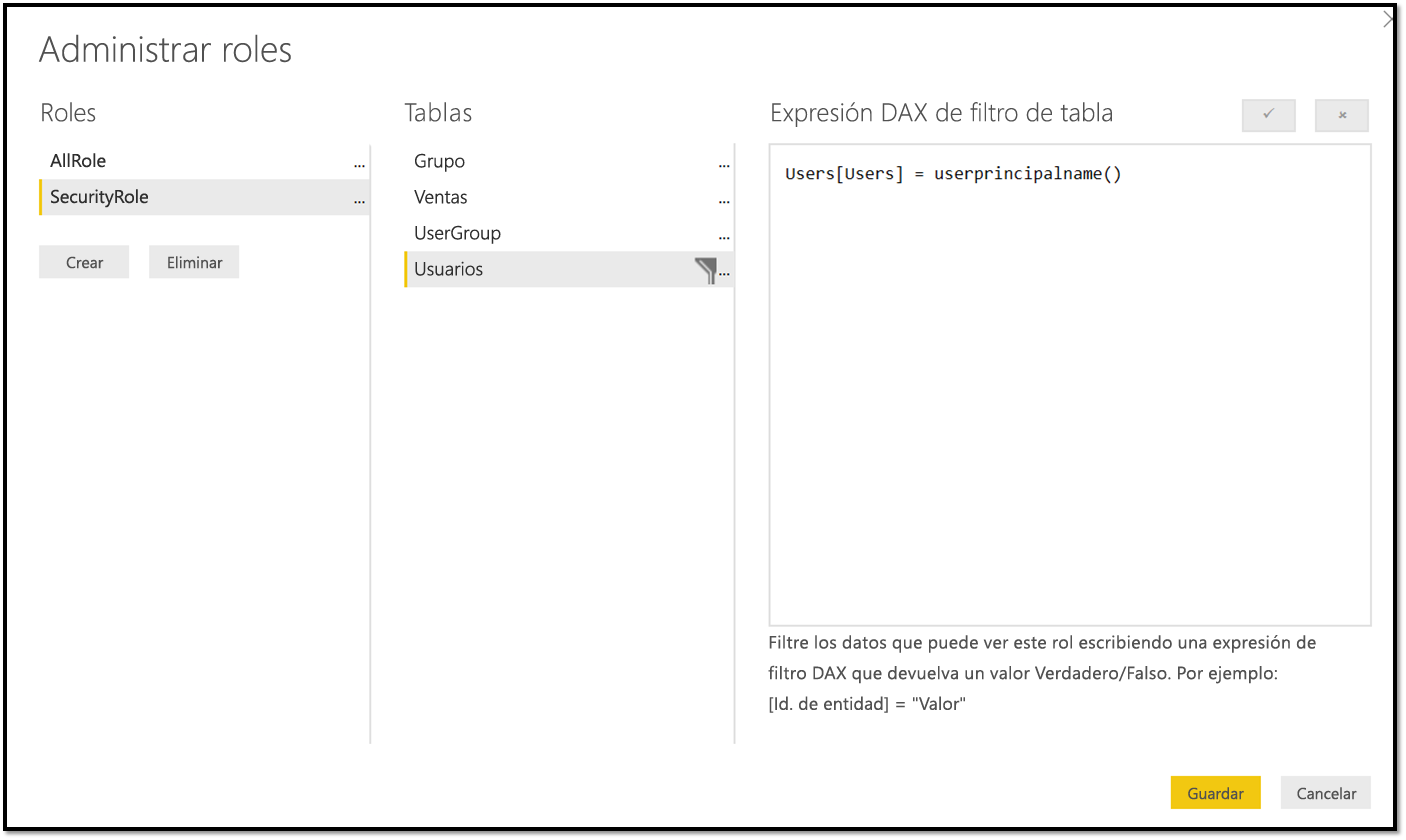 Administrar roles
Roles
AllRole ...
SecurityRole ...
Crear Eliminar
Tablas
Grupo ...
Ventas ...
UserGroup ...
Usuarios ...
Expresión DAX de filtro de tabla
Users[Users] = userprincipalname()
Filtre los datos que puede ver este rol escribiendo una expresión de
filtro DAX que devuelva un valor Verdadero/Falso. Por ejemplo:
[Id. de entidad] = "Valor"
Guardar Cancelar